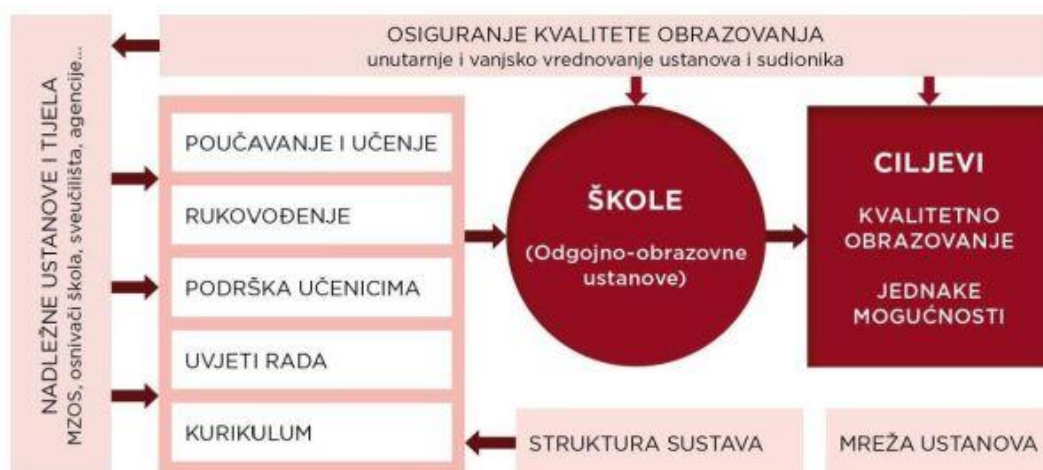 OSIGURANJE KVALITETE OBRAZOVANJA
unutarnje i vanjsko vrednovanje ustanova i sudionika
NADLEŽNE USTANOVE I TIJELA
MZOS, osnivači škola, sveučilišta, agencije...
POUČAVANJE I UČENJE
RUKOVOĐENJE
PODRŠKA UČENICIMA
UVJETI RADA
KURIKULUM
ŠKOLE
(Odgojno-obrazovne
ustanove)
CILJEVI
KVALITETNO
OBRAZOVANJE
JEDNAKE
MOGUĆNOSTI
STRUKTURA SUSTAVA
MREŽA USTANOVA